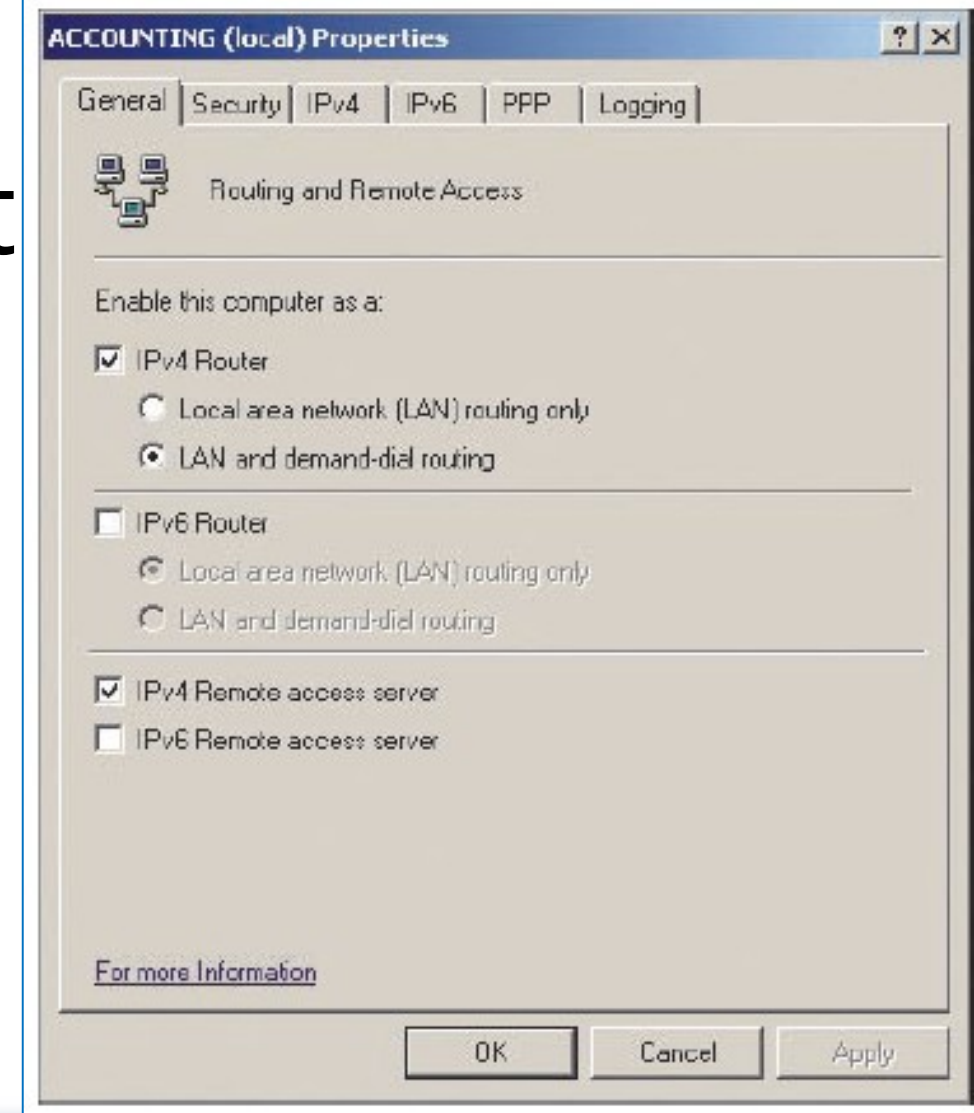 ACCOUNTING (local) Properties
General Security IPv4 IPv6 PPP Logging
t
Routing and Remote Access
Enable this computer as a:
IPv4 Router
Local area network (LAN) routing only
LAN and demand-dial routing
IPv6 Router
Local area network (LAN) routing only
LAN and demand-dial routing
IPv4 Remote access server
IPv6 Remote access server
For more Information
OK Cancel Apply